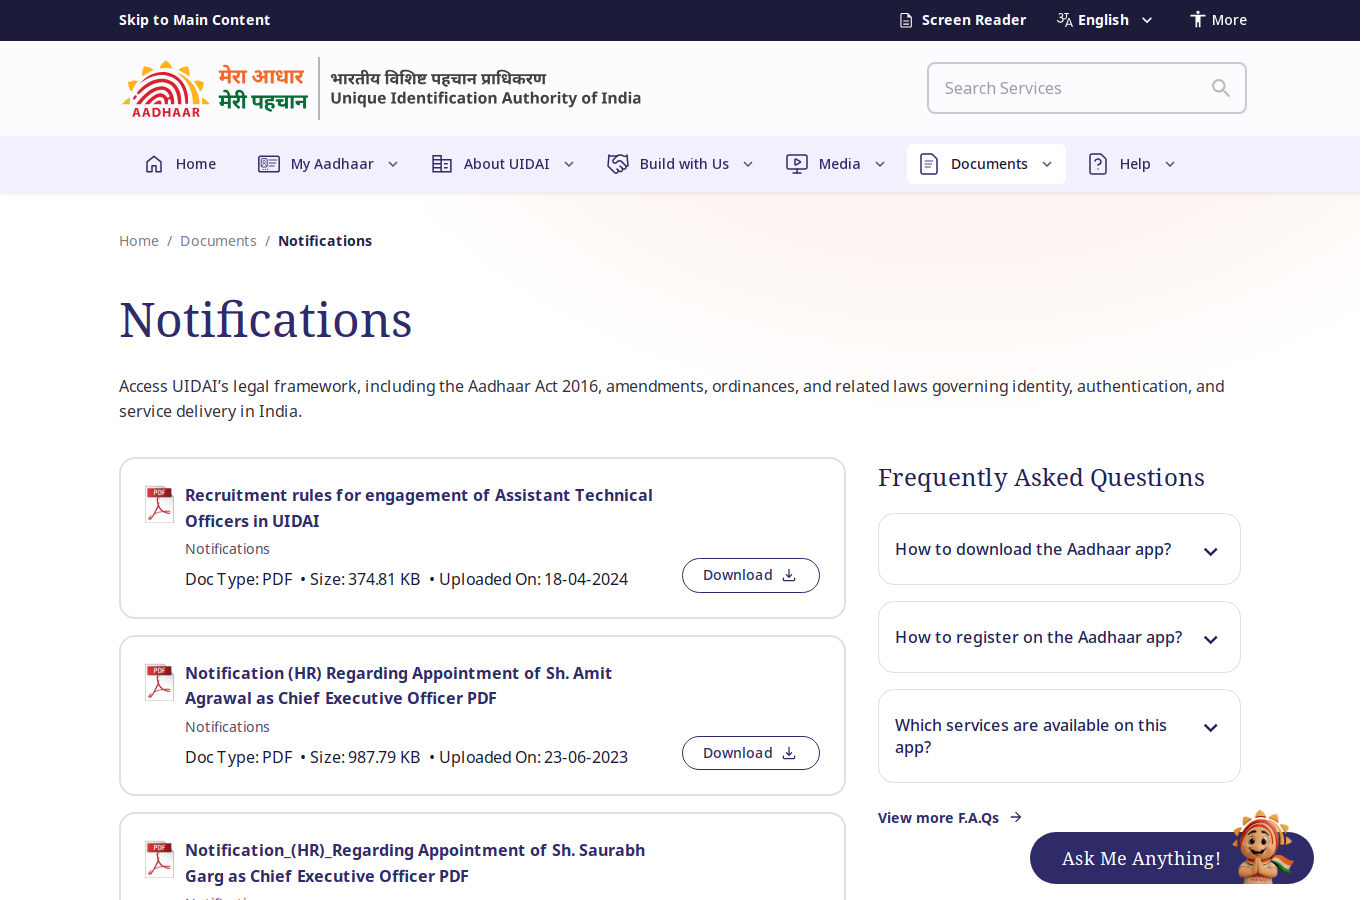 Skip to Main Content
Screen Reader
English
More
AADHAAR
मेरा आधार
मेरी पहचान
भारतीय विशिष्ट पहचान प्राधिकरण
Unique Identification Authority of India
Search Services
Home
My Aadhaar
About UIDAI
Build with Us
Media
Documents
Help
Home / Documents / Notifications
Notifications
Access UIDAI’s legal framework, including the Aadhaar Act 2016, amendments, ordinances, and related laws governing identity, authentication, and
service delivery in India.
PDF
Recruitment rules for engagement of Assistant Technical
Officers in UIDAI
Notifications
Doc Type: PDF • Size: 374.81 KB • Uploaded On: 18-04-2024
Download
PDF
Notification (HR) Regarding Appointment of Sh. Amit
Agrawal as Chief Executive Officer PDF
Notifications
Doc Type: PDF • Size: 987.79 KB • Uploaded On: 23-06-2023
Download
PDF
Notification_(HR)_Regarding Appointment of Sh. Saurabh
Garg as Chief Executive Officer PDF
Frequently Asked Questions
How to download the Aadhaar app?
How to register on the Aadhaar app?
Which services are available on this
app?
View more F.A.Qs
Ask Me Anything!